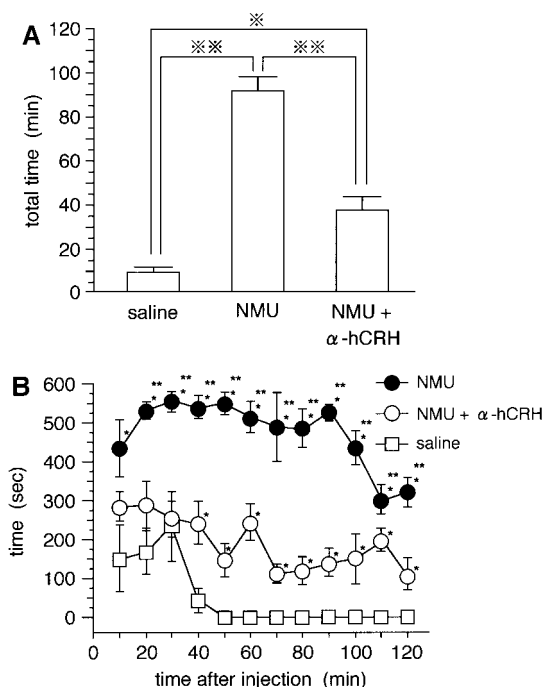 A
※
※※ ※※
120
100
80
60
40
20
10
0
total time (min)
saline NMU NMU +
α-hCRH
B
600
500
400
300
200
100
0
time (sec)
** ** ** ** ** ** ** ** ** ** **
* * * * * * * * * * * *
NMU
NMU + α-hCRH
saline
* * * * * * * * *
0 20 40 60 80 100 120
time after injection (min)